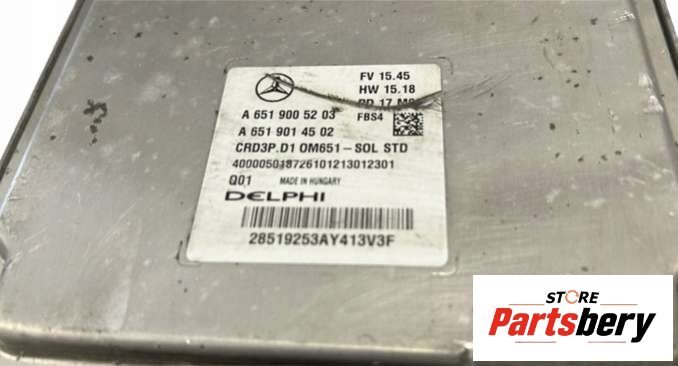 FV 15.45
HW 15.18
A 651 900 52 03
FBS4
A 651 901 45 02
CRD3P.D1 OM651-SOL STD
400005018726101213012301
Q01 MADE IN HUNGARY
DELPHI
28519253AY413V3F
STORE
Partsbery